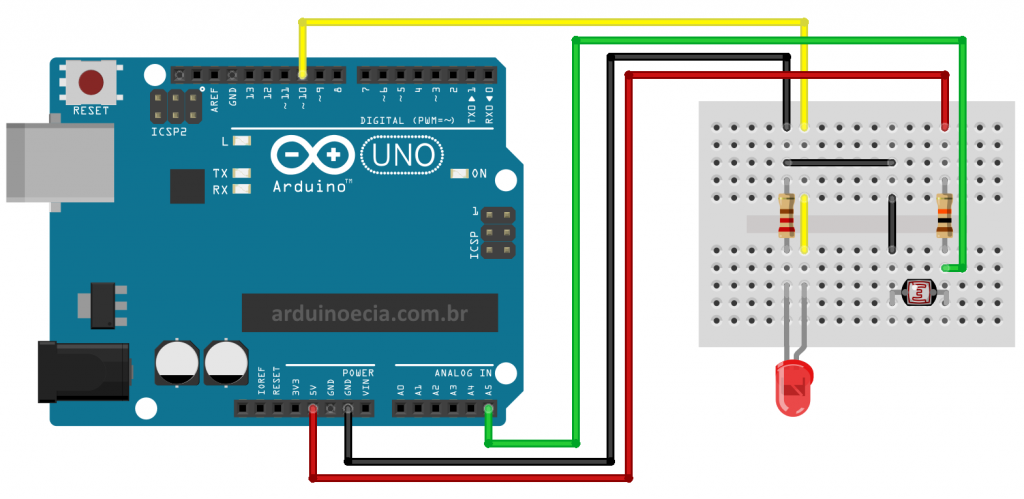 RESET
ICSP2
AREF
GND
13
12
~11
~10
~9
8
7
~6
~5
4
~3
2
TX0▶1
RX0◀0
DIGITAL (PWM=~)
L
TX
RX
Arduino™
UNO
ON
1
ICSP
arduinoecia.com.br
POWER
ANALOG IN
IOREF
RESET
3V3
5V
GND
GND
VIN
A0
A1
A2
A3
A4
A5